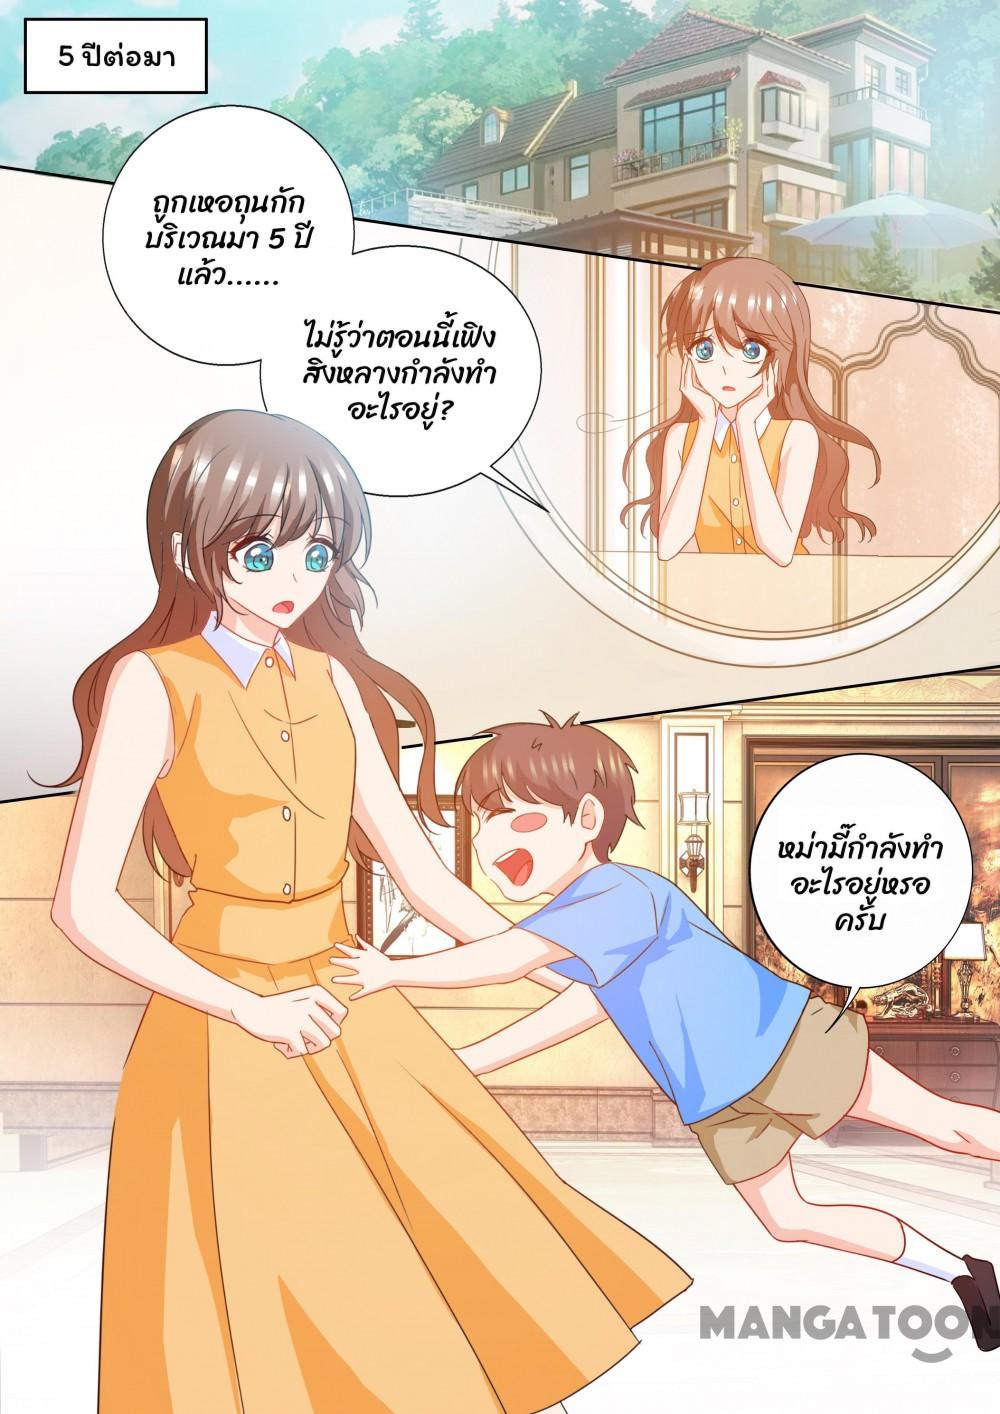 5 ปีต่อมา
ถูกเหอถุนกัก
บริเวณมา 5 ปี
แล้ว......
ไม่รู้ว่าตอนนี้เฟิง
สิงหลางกำลังทำ
อะไรอยู่?
หม่ามี๊กำลังทำ
อะไรอยู่หรอ
ครับ
MANGATOON